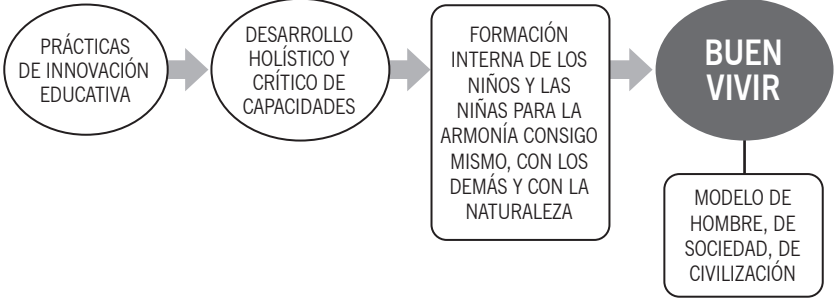 PRÁCTICAS
DE INNOVACIÓN
EDUCATIVA
DESARROLLO
HOLÍSTICO Y
CRÍTICO DE
CAPACIDADES
FORMACIÓN
INTERNA DE LOS
NIÑOS Y LAS
NIÑAS PARA LA
ARMONÍA CONSIGO
MISMO, CON LOS
DEMÁS Y CON LA
NATURALEZA
BUEN
VIVIR
MODELO DE
HOMBRE, DE
SOCIEDAD, DE
CIVILIZACIÓN